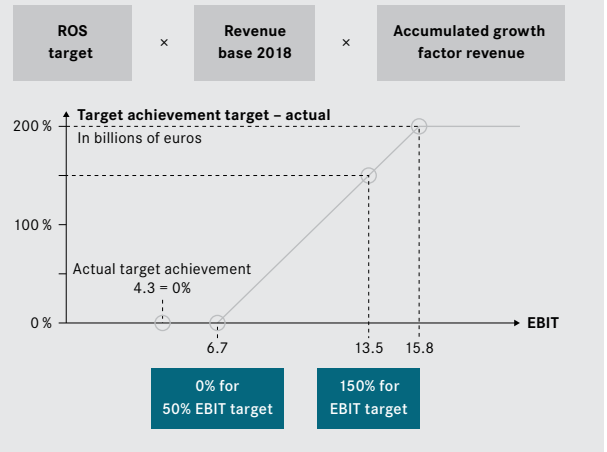 ROS
target
×
Revenue
base 2018
×
Accumulated growth
factor revenue
Target achievement target – actual
200 %
In billions of euros
100 %
Actual target achievement
4.3 = 0%
0 %
EBIT
6.7
13.5
15.8
0% for
50% EBIT target
150% for
EBIT target